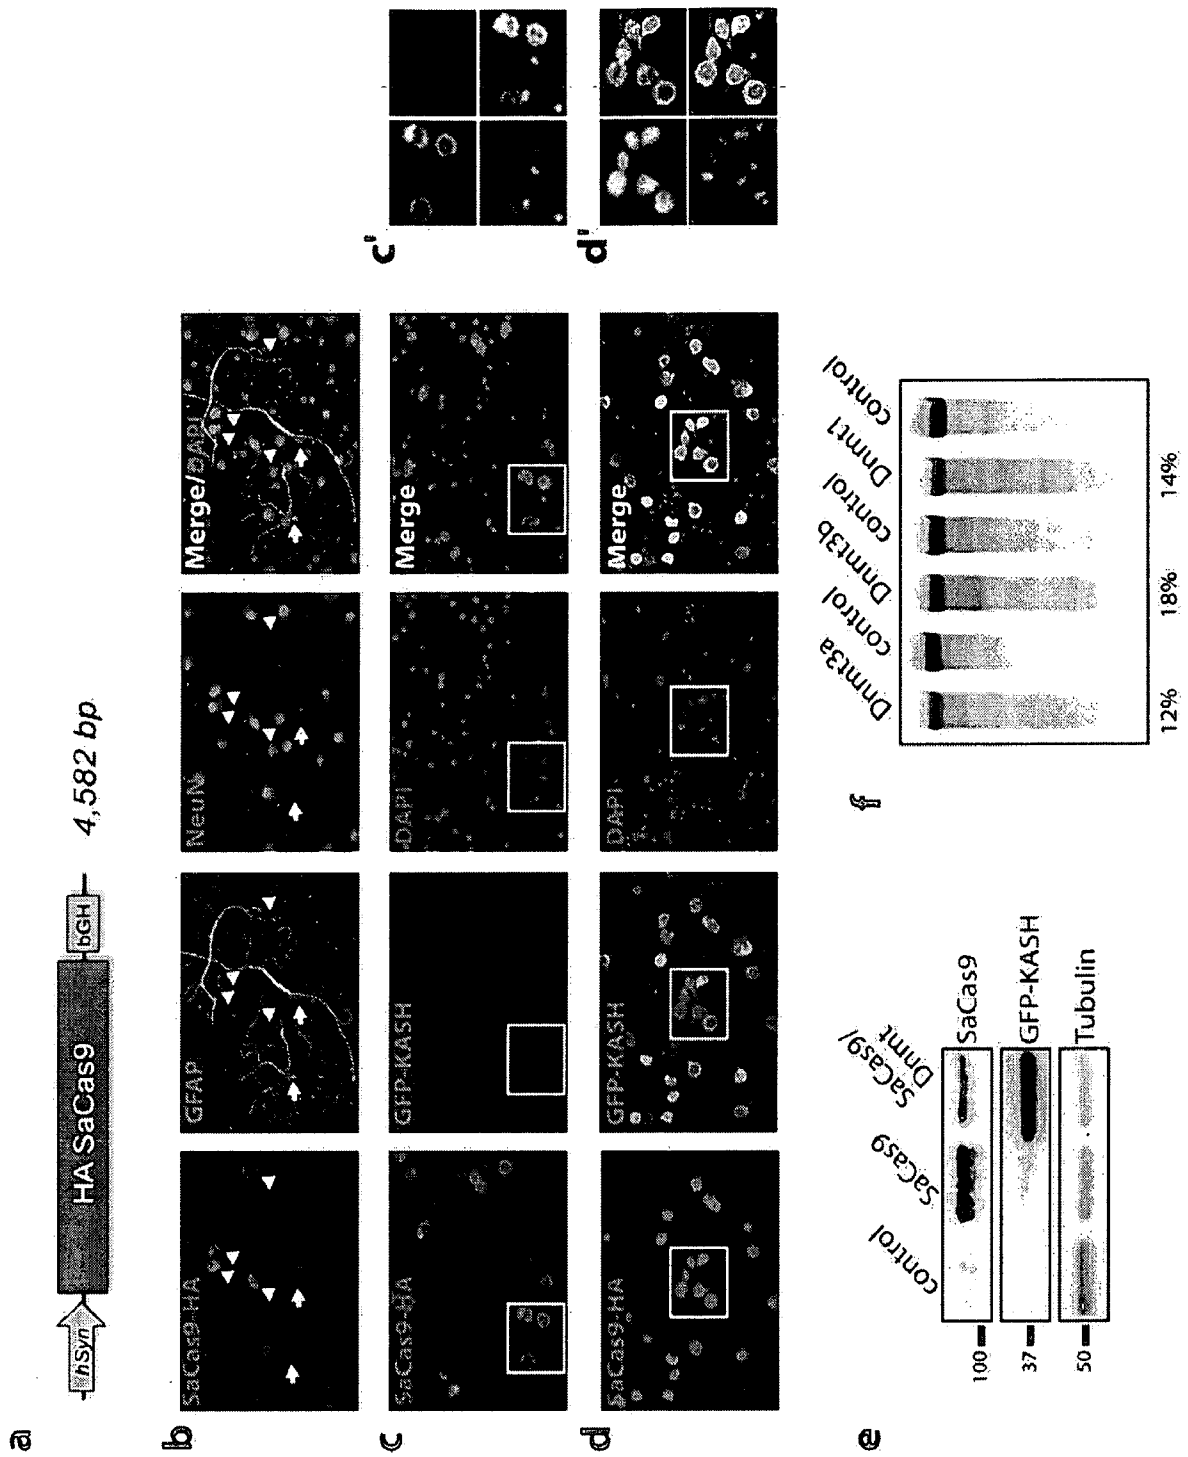 a
hSyn
HA SaCas9
bGH
4,582 bp
b
SaCas9-HA
GFAP
NeuN
Merge/DAPI
c
SaCas9-HA
GFP-KASH
DAPI
Merge
c'
d
SaCas9-HA
GFP-KASH
DAPI
Merge
d'
e
control
SaCas9
SaCas9/
Dnmt
100
SaCas9
37
GFP-KASH
50
Tubulin
f
Dnmt3a
control
Dnmt3b
control
Dnmt1
control
12%
18%
14%